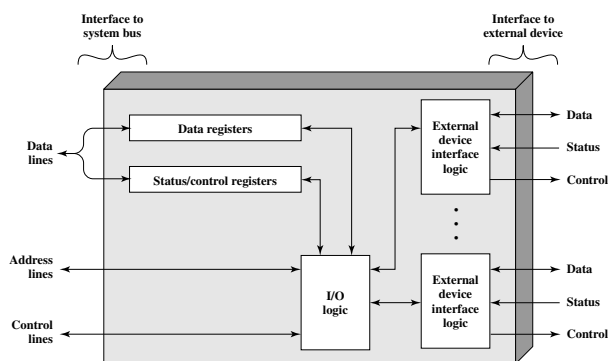 Interface to
system bus
Interface to
external device
Data registers
External
device
interface
logic
Data
Status
Control
Data
lines
Status/control registers
Address
lines
I/O
logic
External
device
interface
logic
Data
Status
Control
Control
lines